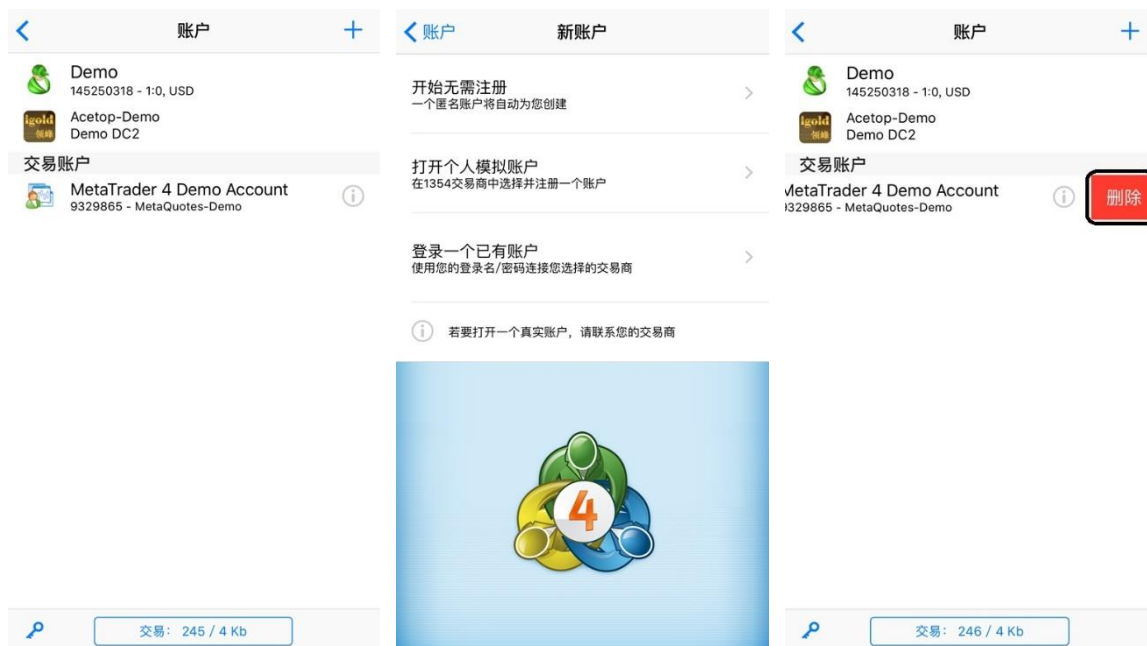 账户
Demo
145250318 - 1:0, USD
igold
领峰
Acetop-Demo
Demo DC2
交易账户
MetaTrader 4 Demo Account
9329865 - MetaQuotes-Demo
交易： 245 / 4 Kb
账户
新账户
开始无需注册
一个匿名账户将自动为您创建
打开个人模拟账户
在1354交易商中选择并注册一个账户
登录一个已有账户
使用您的登录名/密码连接您选择的交易商
若要打开一个真实账户，请联系您的交易商
4
账户
Demo
145250318 - 1:0, USD
igold
领峰
Acetop-Demo
Demo DC2
交易账户
MetaTrader 4 Demo Account
9329865 - MetaQuotes-Demo
删除
交易： 246 / 4 Kb